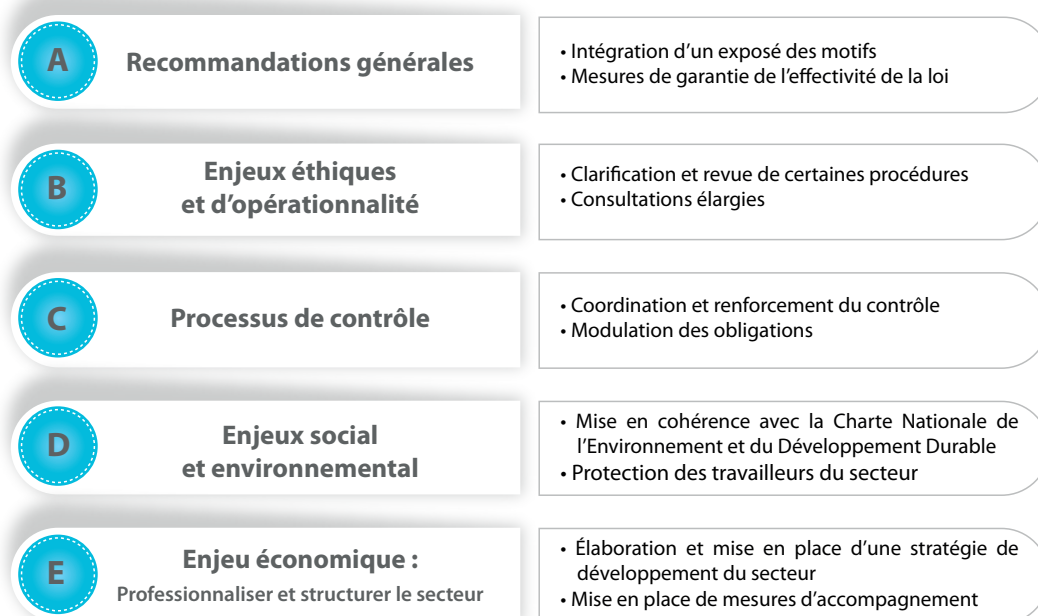 A
Recommandations générales
• Intégration d’un exposé des motifs
• Mesures de garantie de l’effectivité de la loi
B
Enjeux éthiques
et d’opérationnalité
• Clarification et revue de certaines procédures
• Consultations élargies
C
Processus de contrôle
• Coordination et renforcement du contrôle
• Modulation des obligations
D
Enjeux social
et environnemental
• Mise en cohérence avec la Charte Nationale de
l’Environnement et du Développement Durable
• Protection des travailleurs du secteur
E
Enjeu économique :
Professionnaliser et structurer le secteur
• Élaboration et mise en place d’une stratégie de
développement du secteur
• Mise en place de mesures d’accompagnement